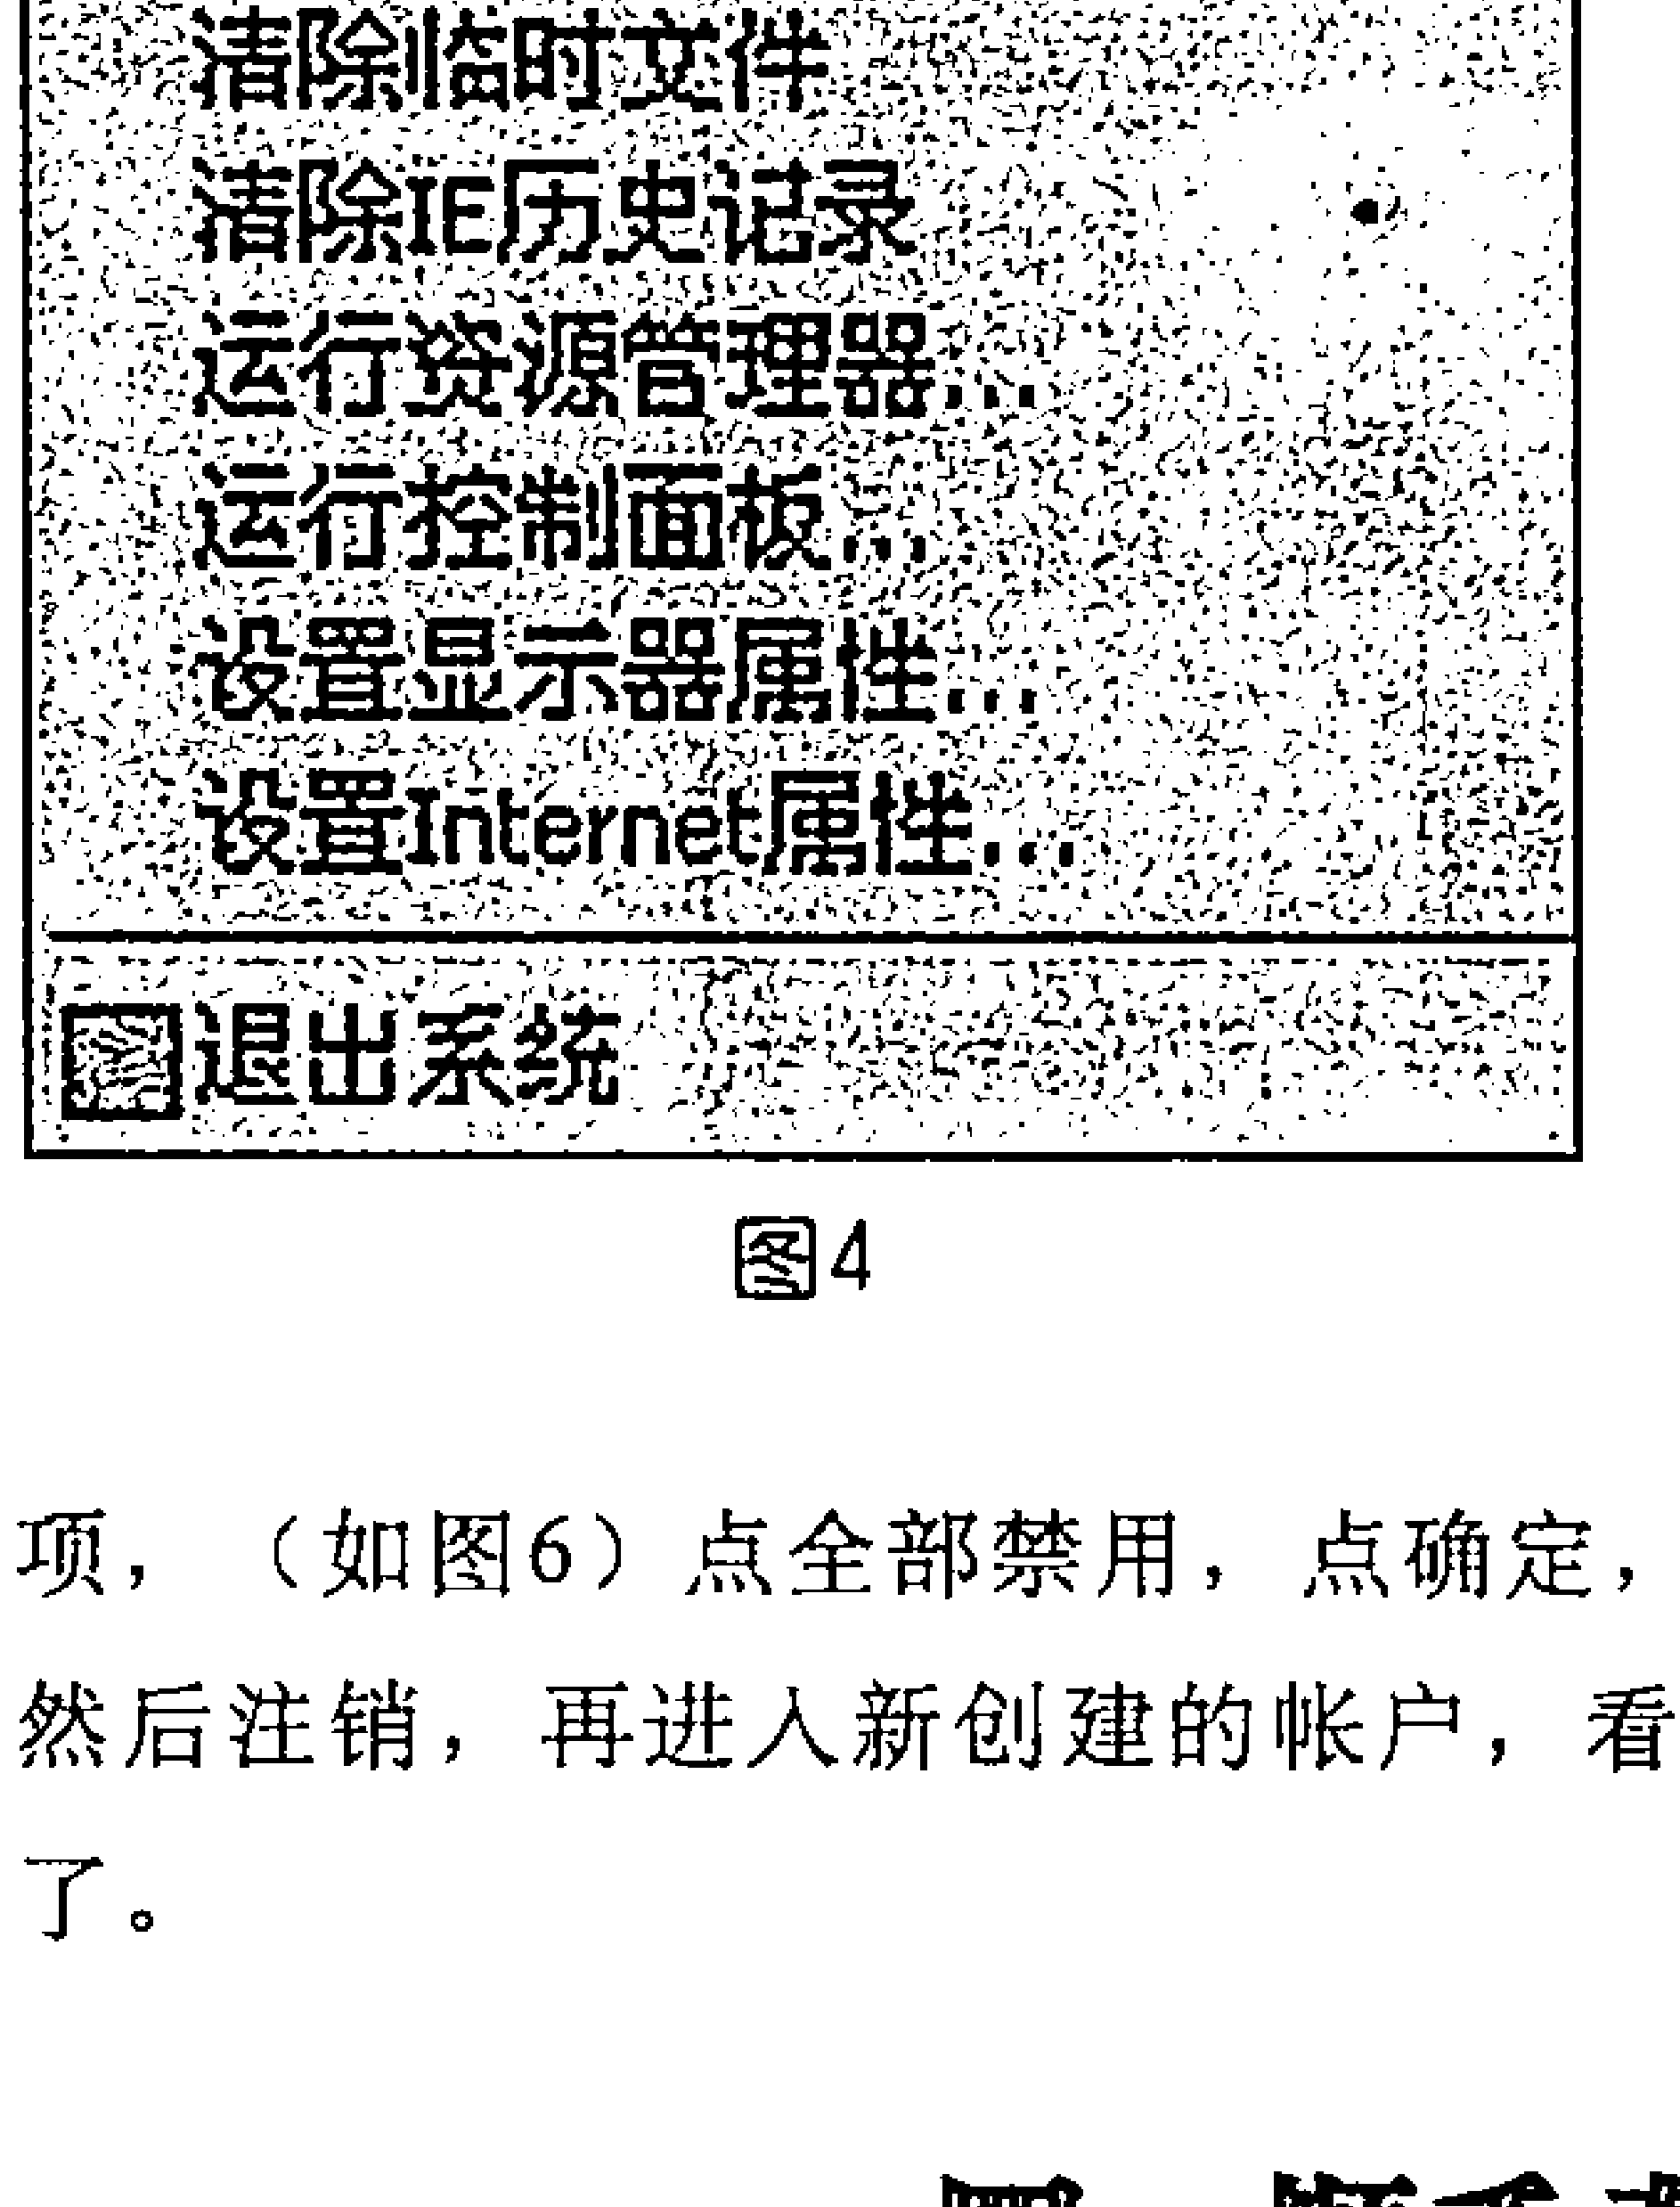 清除临时文件
清除IE历史记录
运行资源管理器...
运行控制面板...
设置显示器属性...
设置Internet属性...
退出系统
图4
项，（如图6）点全部禁用，点确定，
然后注销，再进入新创建的帐户，看
了。